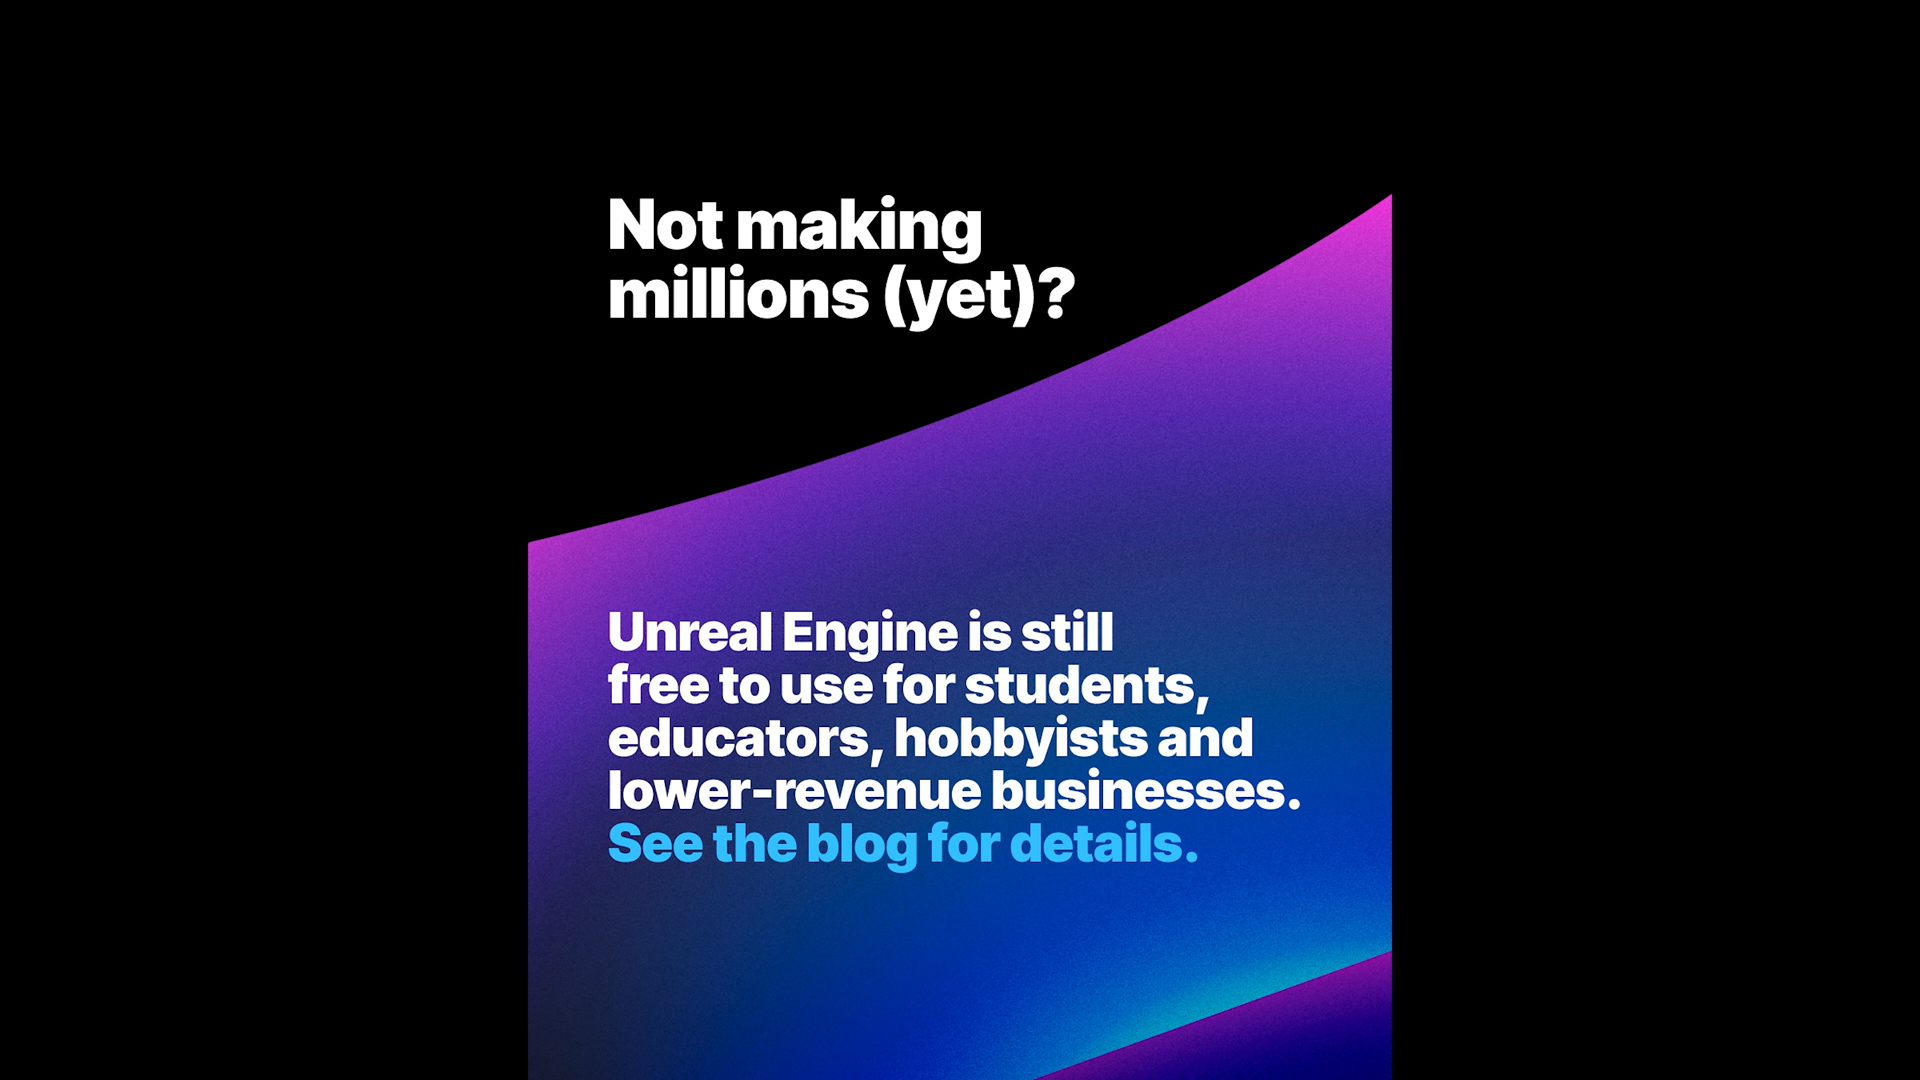 Not making
millions (yet)?
Unreal Engine is still
free to use for students,
educators, hobbyists and
lower-revenue businesses.
See the blog for details.